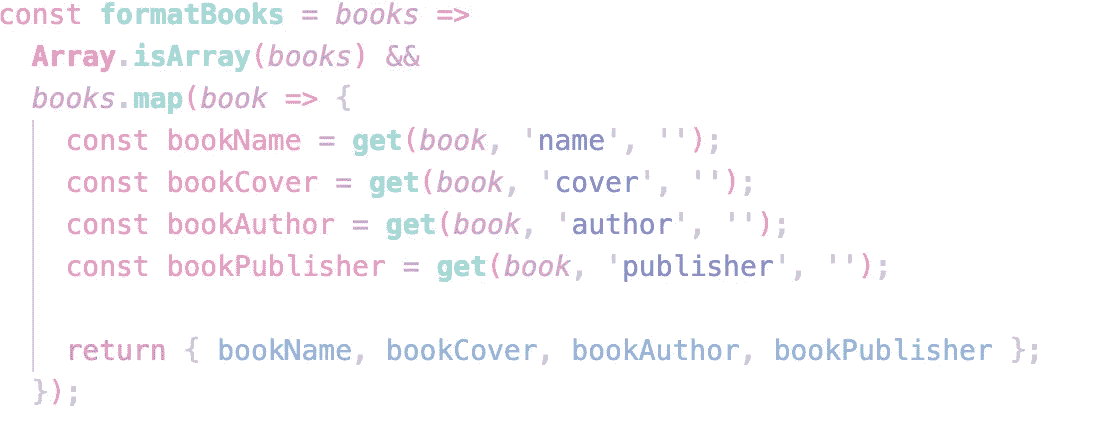 const formatBooks = books =>
  Array.isArray(books) &&
  books.map(book => {
    const bookName = get(book, 'name', '');
    const bookCover = get(book, 'cover', '');
    const bookAuthor = get(book, 'author', '');
    const bookPublisher = get(book, 'publisher', '');

    return { bookName, bookCover, bookAuthor, bookPublisher };
  });